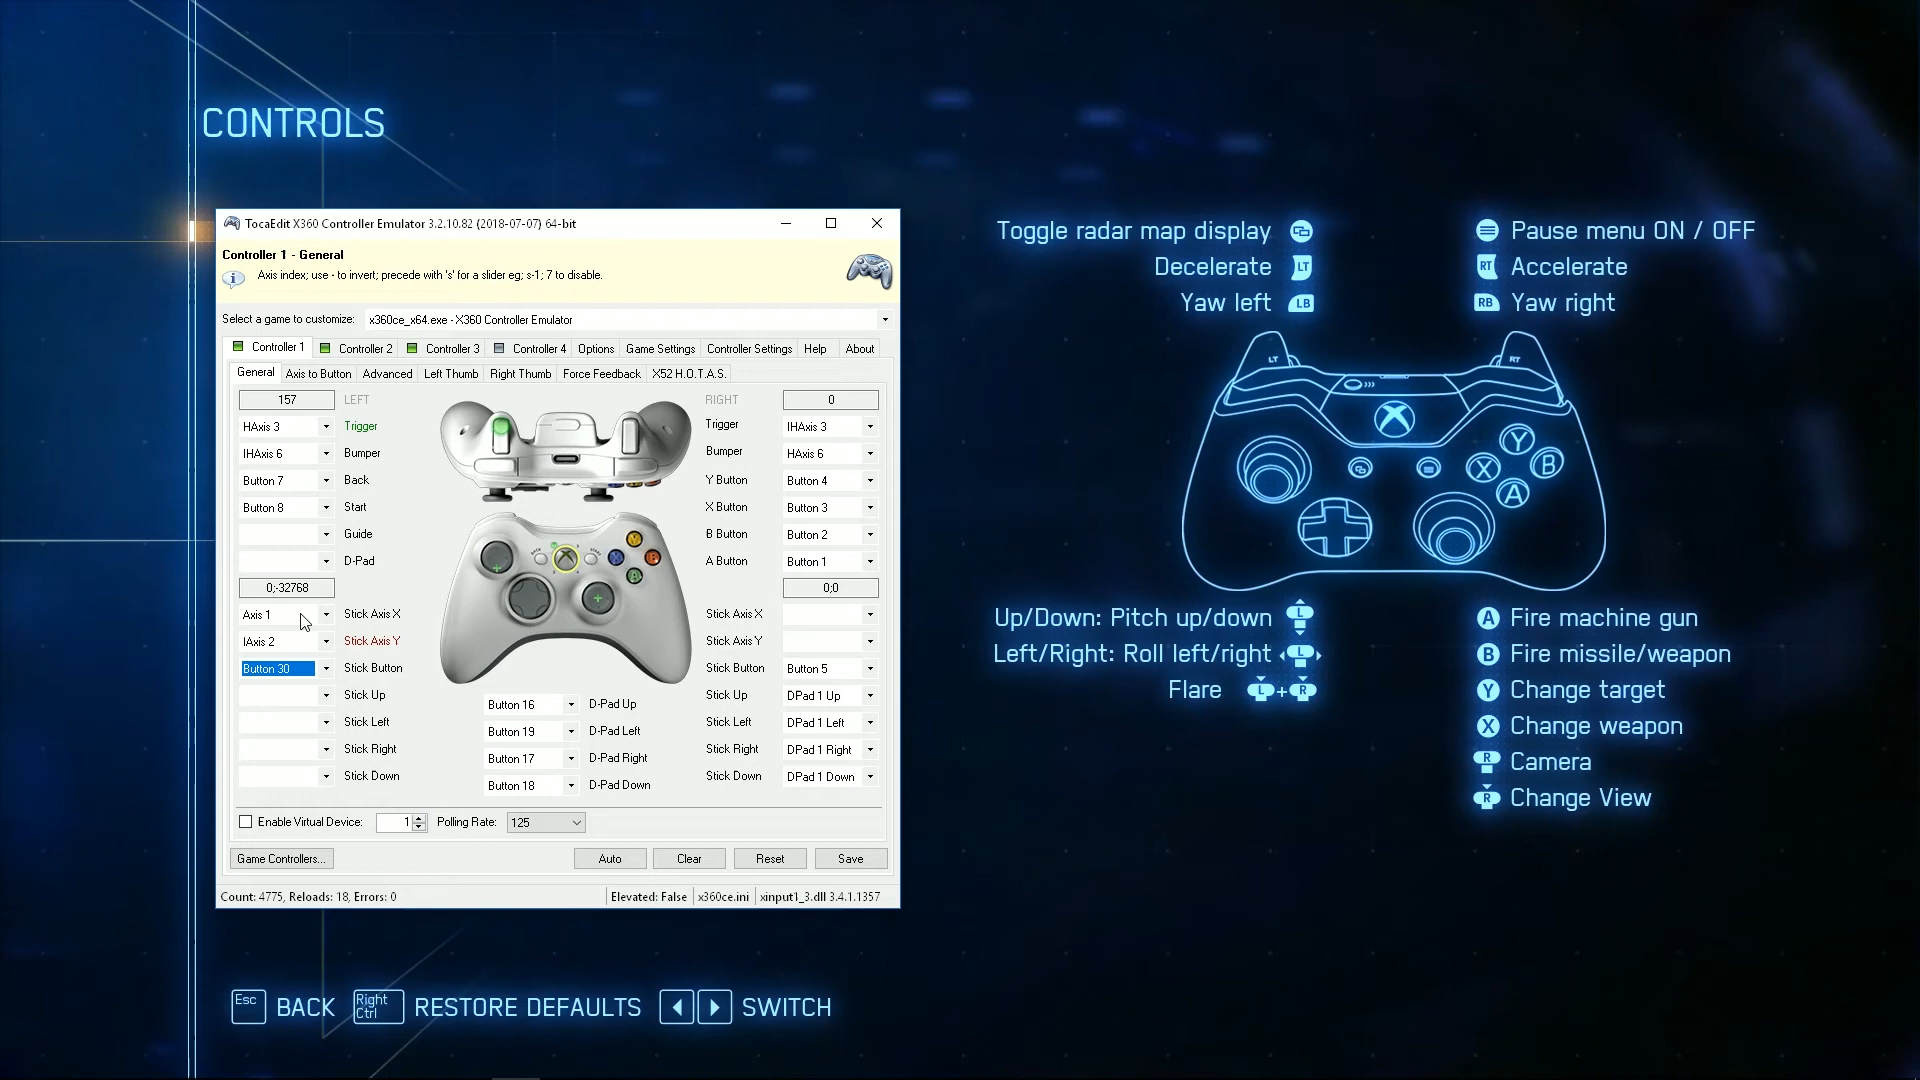 CONTROLS
TocaEdit X360 Controller Emulator 3.2.10.82 (2018-07-07) 64-bit
Controller 1 - General
Axis index; use - to invert; precede with 's' for a slider eg; s-1; 7 to disable.
Select a game to customize: x360ce_x64.exe - X360 Controller Emulator
Controller 1 Controller 2 Controller 3 Controller 4 Options Game Settings Controller Settings Help About
General Axis to Button Advanced Left Thumb Right Thumb Force Feedback X52 H.O.T.A.S.
157 LEFT RIGHT 0
HAxis 3 Trigger Trigger IHAxis 3
IHAxis 6 Bumper Bumper HAxis 6
Button 7 Back Y Button Button 4
Button 8 Start X Button Button 3
Guide B Button Button 2
D-Pad A Button Button 1
0;-32768 0;0
Axis 1 Stick Axis X Stick Axis X
IAxis 2 Stick Axis Y Stick Axis Y
Button 30 Stick Button Stick Button Button 5
Stick Up Button 16 D-Pad Up Stick Up DPad 1 Up
Stick Left Button 19 D-Pad Left Stick Left DPad 1 Left
Stick Right Button 17 D-Pad Right Stick Right DPad 1 Right
Stick Down Button 18 D-Pad Down Stick Down DPad 1 Down
Enable Virtual Device: 1 Polling Rate: 125
Game Controllers... Auto Clear Reset Save
Count: 4775, Reloads: 18, Errors: 0 Elevated: False x360ce.ini xinput1_3.dll 3.4.1.1357
Toggle radar map display
Decelerate LT
Yaw left LB
Pause menu ON / OFF
RT Accelerate
RB Yaw right
LT RT
Y
X B
A
Up/Down: Pitch up/down L
Left/Right: Roll left/right L
Flare L + R
A Fire machine gun
B Fire missile/weapon
Y Change target
X Change weapon
R Camera
R Change View
Esc BACK Right Ctrl RESTORE DEFAULTS SWITCH